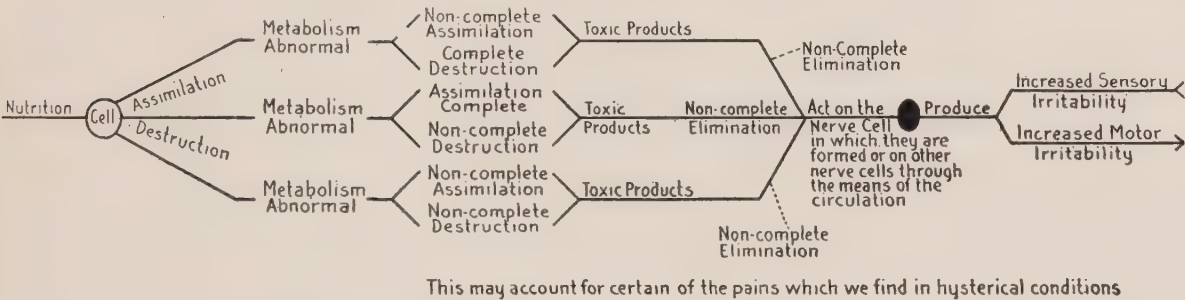 Nutrition
Cell
Assimilation
Destruction
Metabolism
Abnormal
Non-complete
Assimilation
Complete
Destruction
Toxic Products
Non-Complete
Elimination
Metabolism
Abnormal
Assimilation
Complete
Non-complete
Destruction
Toxic
Products
Non-complete
Elimination
Act on the
Nerve Cell
in which they are
formed or on other
nerve cells through
the means of the
circulation
Produce
Increased Sensory
Irritability
Increased Motor
Irritability
Metabolism
Abnormal
Non-complete
Assimilation
Non-complete
Destruction
Toxic Products
Non-complete
Elimination
This may account for certain of the pains which we find in hysterical conditions